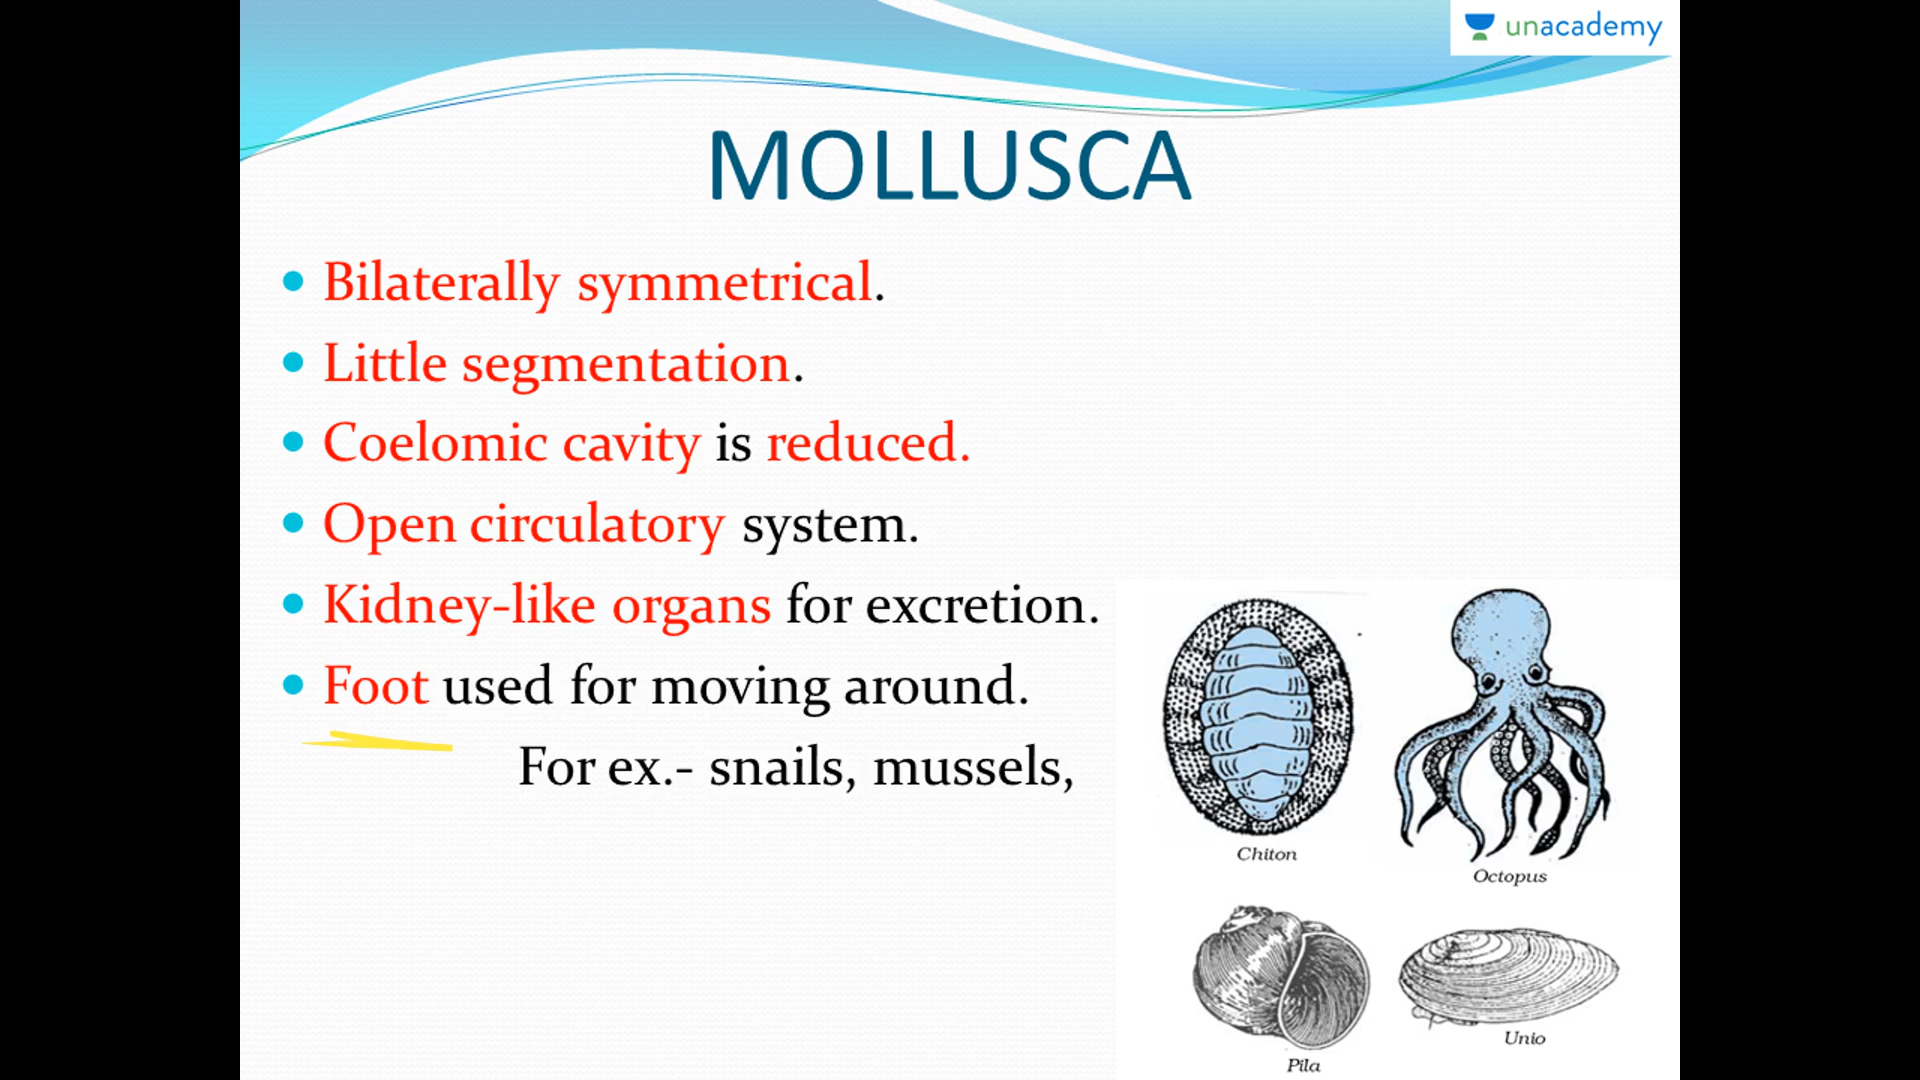 unacademy
MOLLUSCA
Bilaterally symmetrical.
Little segmentation.
Coelomic cavity is reduced.
Open circulatory system.
Kidney-like organs for excretion.
Foot used for moving around.
For ex.- snails, mussels,
Chiton
Octopus
Pila
Unio